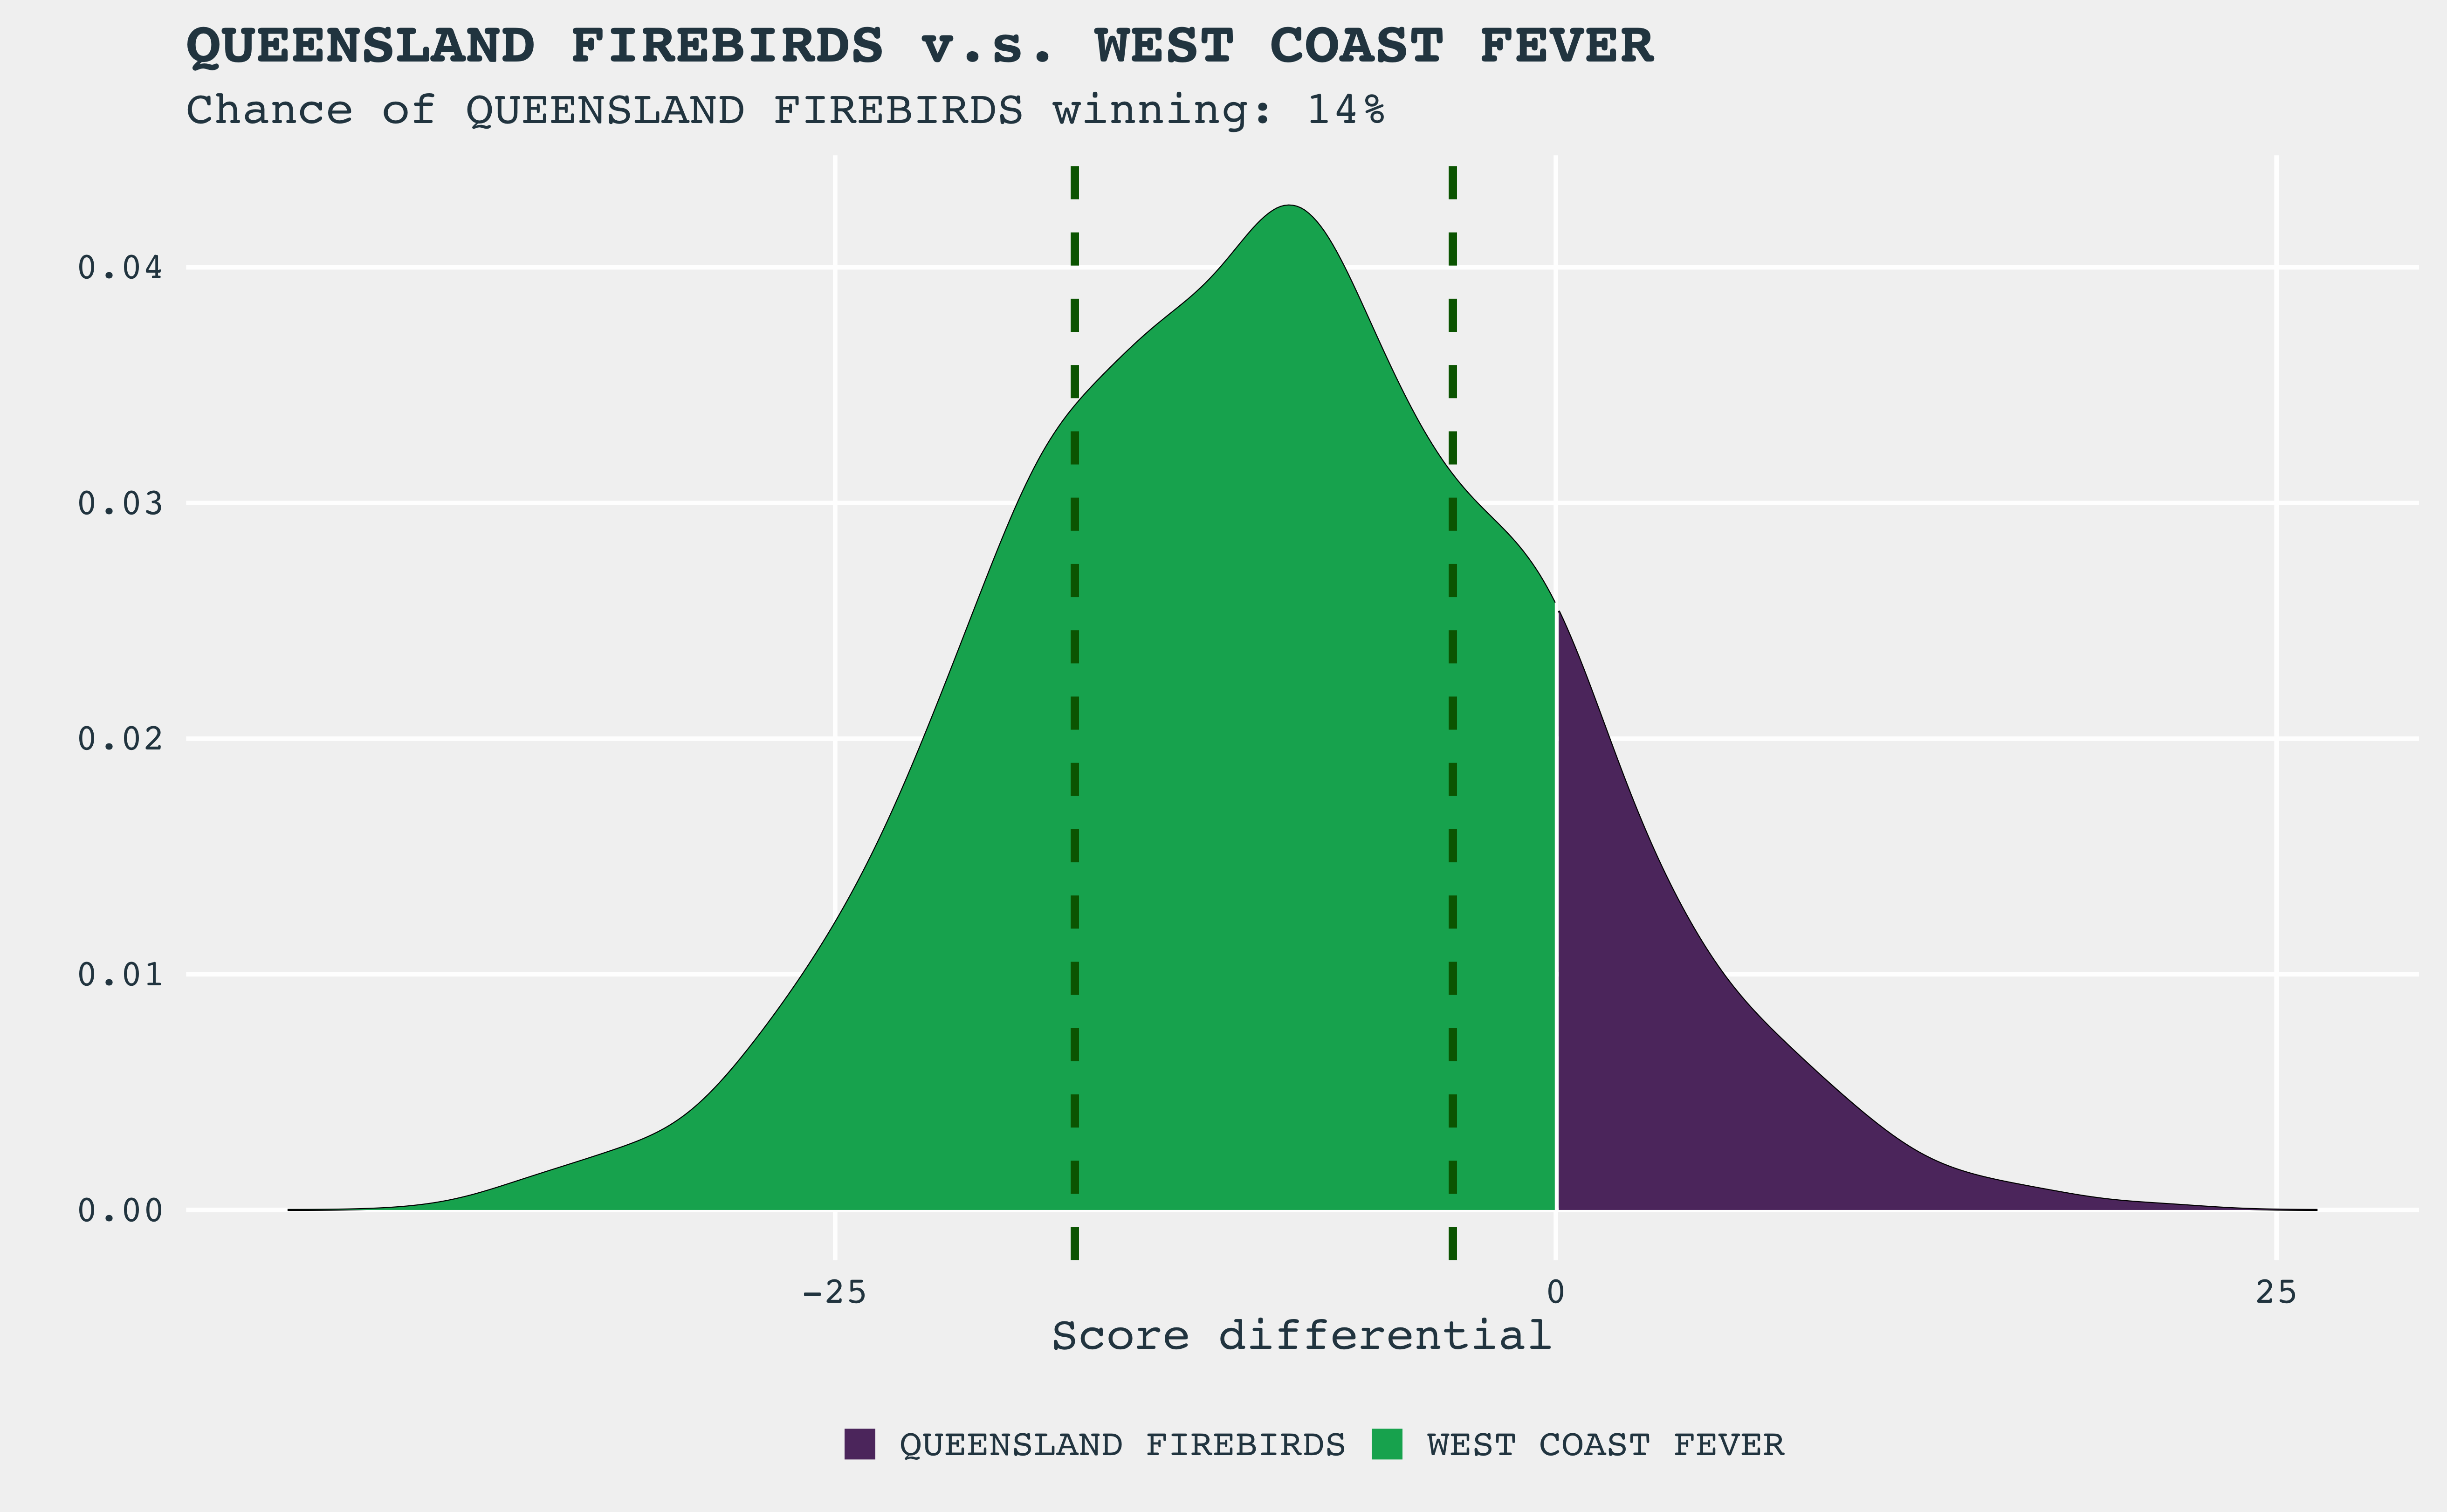 QUEENSLAND FIREBIRDS v.s. WEST COAST FEVER
Chance of QUEENSLAND FIREBIRDS winning: 14%
0.04
0.03
0.02
0.01
0.00
-25 0 25
Score differential
QUEENSLAND FIREBIRDS WEST COAST FEVER